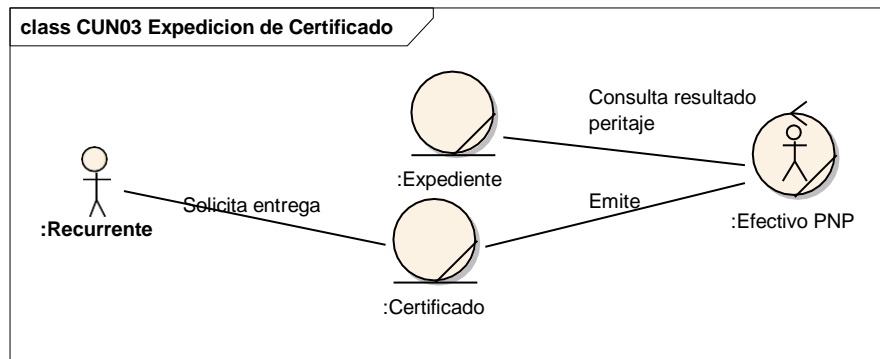 class CUN03 Expedicion de Certificado
Consulta resultado
peritaje
:Expediente
Solicita entrega
Emite
:Recurrente
:Efectivo PNP
:Certificado